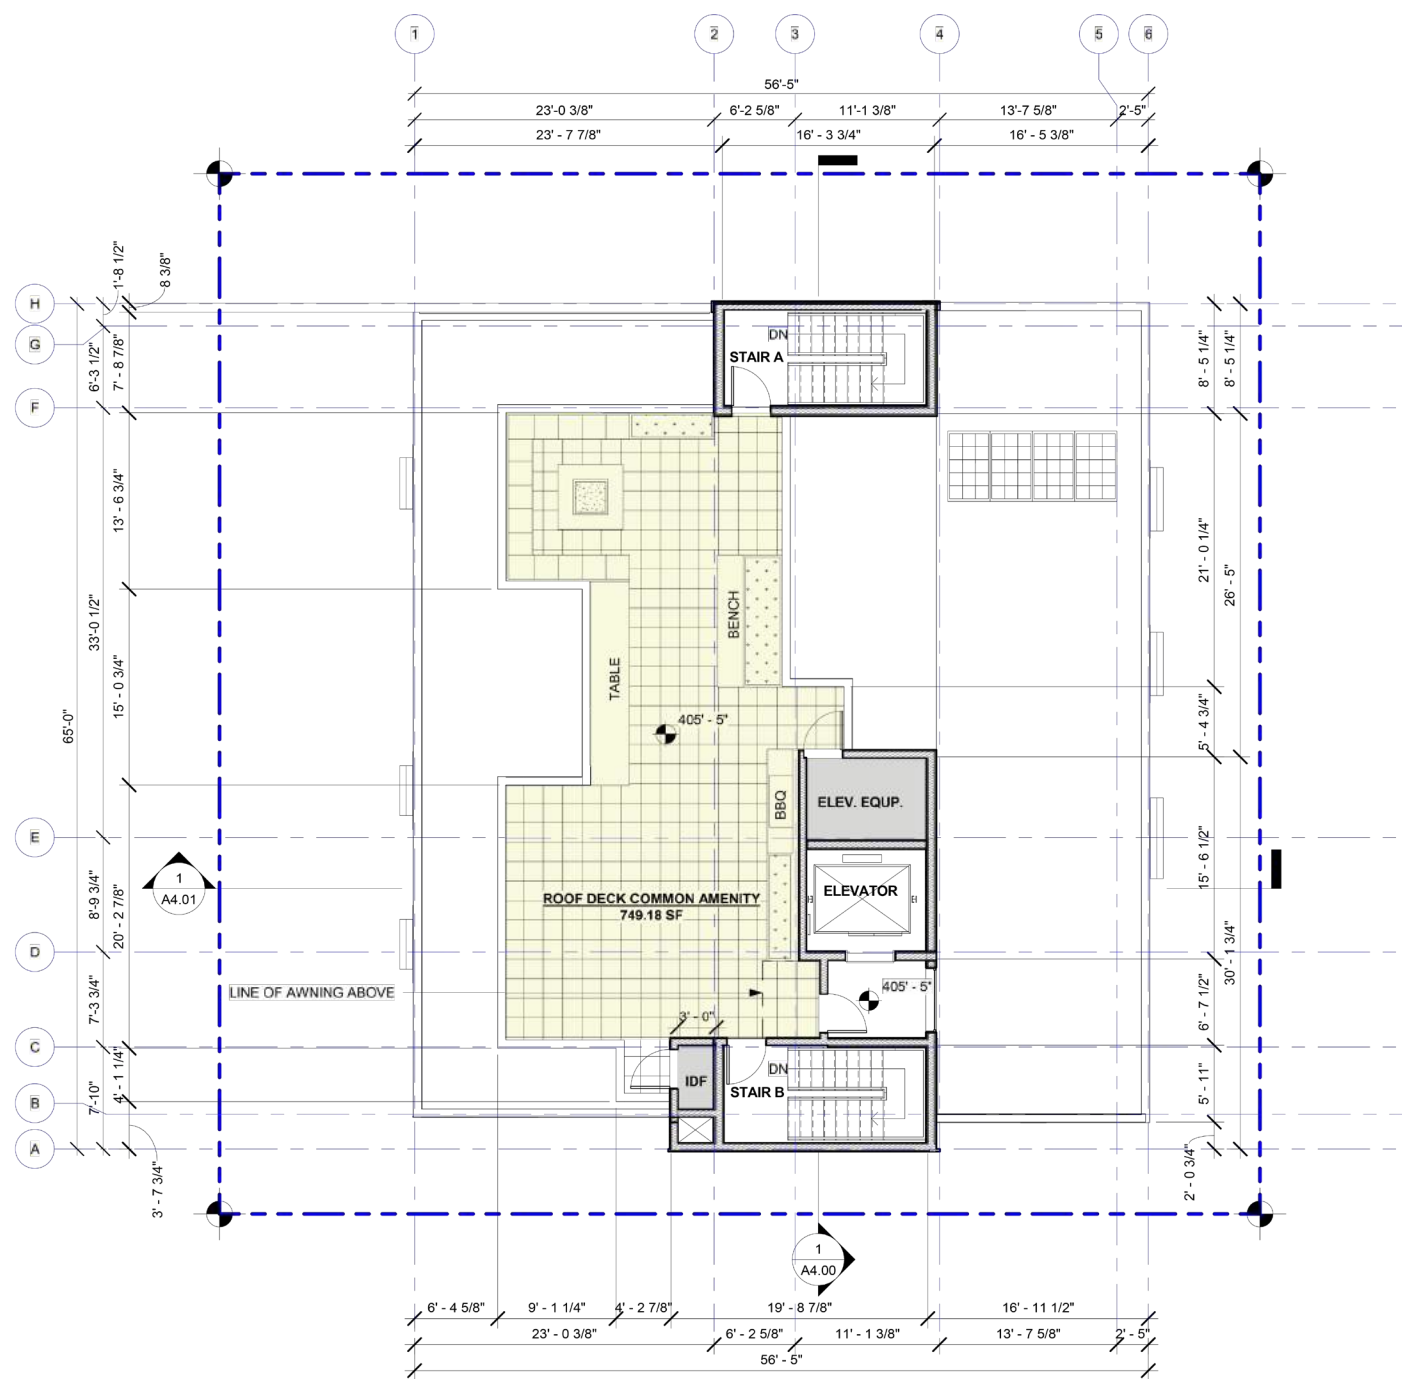 1 2 3 4 5 6
56'-5"
23'-0 3/8" 6'-2 5/8" 11'-1 3/8" 13'-7 5/8" 2'-5"
23' - 7 7/8" 16' - 3 3/4" 16' - 5 3/8"
1'-8 1/2"
8 3/8"
H
G
F
E
D
C
B
A
6'-3 1/2"
7' - 8 7/8"
13' - 6 3/4"
33'-0 1/2"
15' - 0 3/4"
65'-0"
8'-9 3/4"
20' - 2 7/8"
7'-3 3/4"
7'-10"
4' - 1 1/4"
3' - 7 3/4"
DN
STAIR A
BENCH
TABLE
405' - 5"
BBQ
ELEV. EQUP.
ELEVATOR
ROOF DECK COMMON AMENITY
749.18 SF
LINE OF AWNING ABOVE
405' - 5"
3' - 0"
IDF
DN
STAIR B
8' - 5 1/4"
8' - 5 1/4"
21' - 0 1/4"
26' - 5"
5' - 4 3/4"
15' - 6 1/2"
30' - 1 3/4"
6' - 7 1/2"
5' - 11"
2' - 0 3/4"
1
A4.01
1
A4.00
6' - 4 5/8" 9' - 1 1/4" 4' - 2 7/8" 19' - 8 7/8" 16' - 11 1/2"
23' - 0 3/8" 6' - 2 5/8" 11' - 1 3/8" 13' - 7 5/8" 2' - 5"
56' - 5"